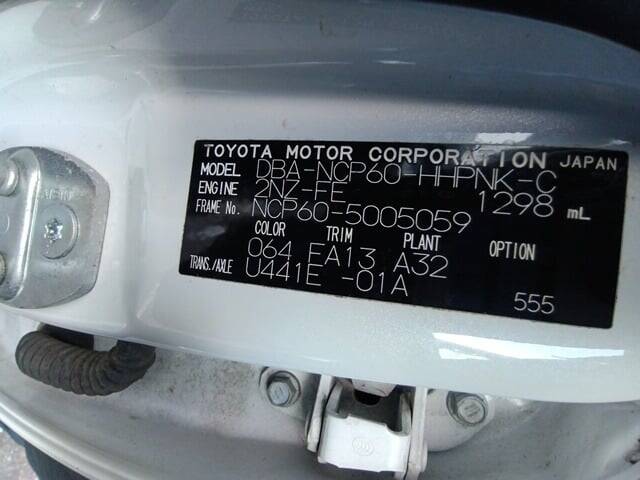 TOYOTA MOTOR CORPORATION JAPAN
MODEL DBA-NCP60-HHPNK-C
ENGINE 2NZ-FE 1298 mL
FRAME No. NCP60-5005059
COLOR TRIM PLANT OPTION
064 FA13 A32
TRANS./AXLE U441E -01A
555